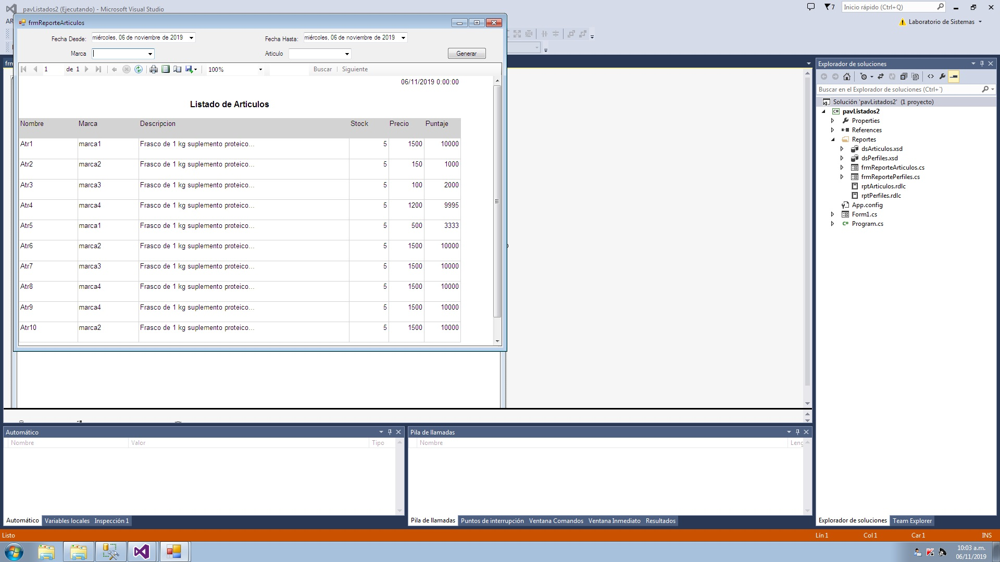 pavListados2 (Ejecutando) - Microsoft Visual Studio
7
Inicio rápido (Ctrl+Q)
AR
Laboratorio de Sistemas
frmReporteArticulos
Fecha Desde:
miércoles, 06 de noviembre de 2019
Fecha Hasta:
miércoles, 06 de noviembre de 2019
Marca
Articulo
Generar
frm
1
de 1
100%
Buscar
Siguiente
06/11/2019 0:00:00
Listado de Articulos
Nombre Marca Descripcion Stock Precio Puntaje
Atr1 marca1 Frasco de 1 kg suplemento proteico... 5 1500 10000
Atr2 marca2 Frasco de 1 kg suplemento proteico... 5 150 1000
Atr3 marca3 Frasco de 1 kg suplemento proteico... 5 100 2000
Atr4 marca4 Frasco de 1 kg suplemento proteico... 5 1200 9995
Atr5 marca1 Frasco de 1 kg suplemento proteico... 5 500 3333
Atr6 marca2 Frasco de 1 kg suplemento proteico... 5 1500 10000
Atr7 marca3 Frasco de 1 kg suplemento proteico... 5 1500 10000
Atr8 marca4 Frasco de 1 kg suplemento proteico... 5 1500 10000
Atr9 marca4 Frasco de 1 kg suplemento proteico... 5 1500 10000
Atr10 marca2 Frasco de 1 kg suplemento proteico... 5 1500 10000
Explorador de soluciones
Buscar en el Explorador de soluciones (Ctrl+`)
Solución 'pavListados2' (1 proyecto)
C# pavListados2
Properties
References
Reportes
dsArticulos.xsd
dsPerfiles.xsd
frmReporteArticulos.cs
frmReportePerfiles.cs
rptArticulos.rdlc
rptPerfiles.rdlc
App.config
Form1.cs
C# Program.cs
Automático
Nombre Valor Tipo
Pila de llamadas
Nombre Leng
Automático Variables locales Inspección 1
Pila de llamadas Puntos de interrupción Ventana Comandos Ventana Inmediato Resultados
Explorador de soluciones Team Explorer
Listo
Lín 1 Col 1 Car 1 INS
10:03 a.m.
06/11/2019